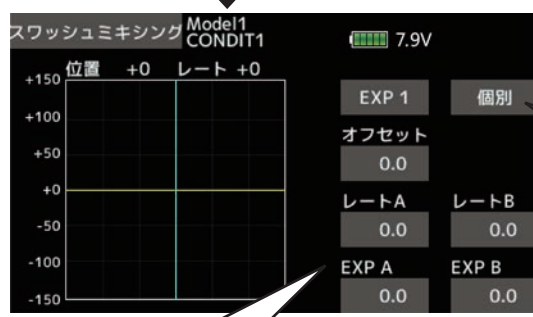 スワッシュミキシング
Model1
CONDIT1
7.9V
位置 +0 レート +0
+150
+100
+50
+0
-50
-100
-150
EXP 1
個別
オフセット
0.0
レートA
レートB
0.0
0.0
EXP A
EXP B
0.0
0.0